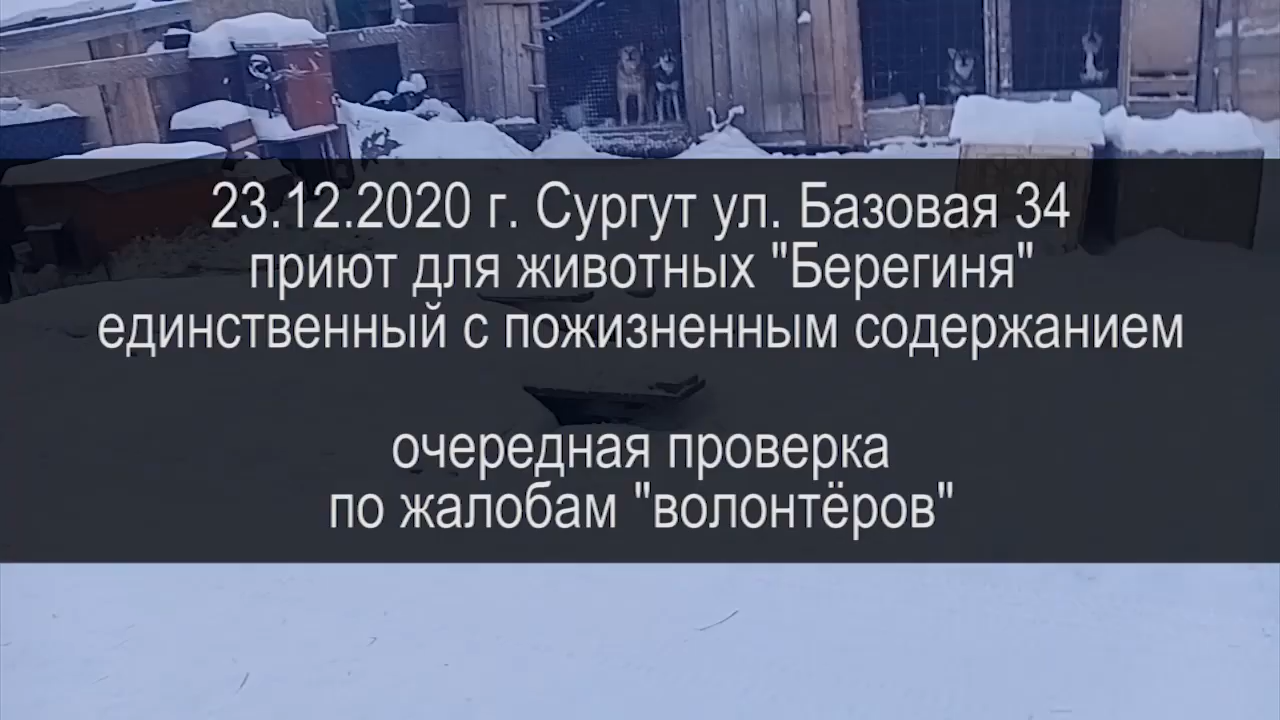 23.12.2020 г. Сургут ул. Базовая 34
приют для животных "Берегиня"
единственный с пожизненным содержанием
очередная проверка
по жалобам "волонтёров"